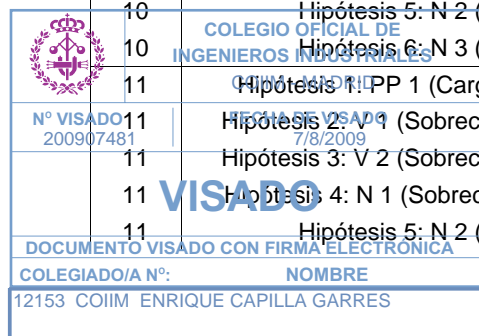 10 Hipótesis 5: N 2 (
COLEGIO OFICIAL DE
10 Hipótesis 6: N 3 (
INGENIEROS INDUSTRIALES
11 Hipótesis 1: PP 1 (Carg
COIIM - MADRID
Nº VISADO FECHA DE VISADO
11 Hipótesis 2: V 1 (Sobrec
200907481 7/8/2009
11 Hipótesis 3: V 2 (Sobrec
VISADO
11 Hipótesis 4: N 1 (Sobrec
11 Hipótesis 5: N 2 (
DOCUMENTO VISADO CON FIRMA ELECTRÓNICA
COLEGIADO/A Nº: NOMBRE
12153 COIIM ENRIQUE CAPILLA GARRES